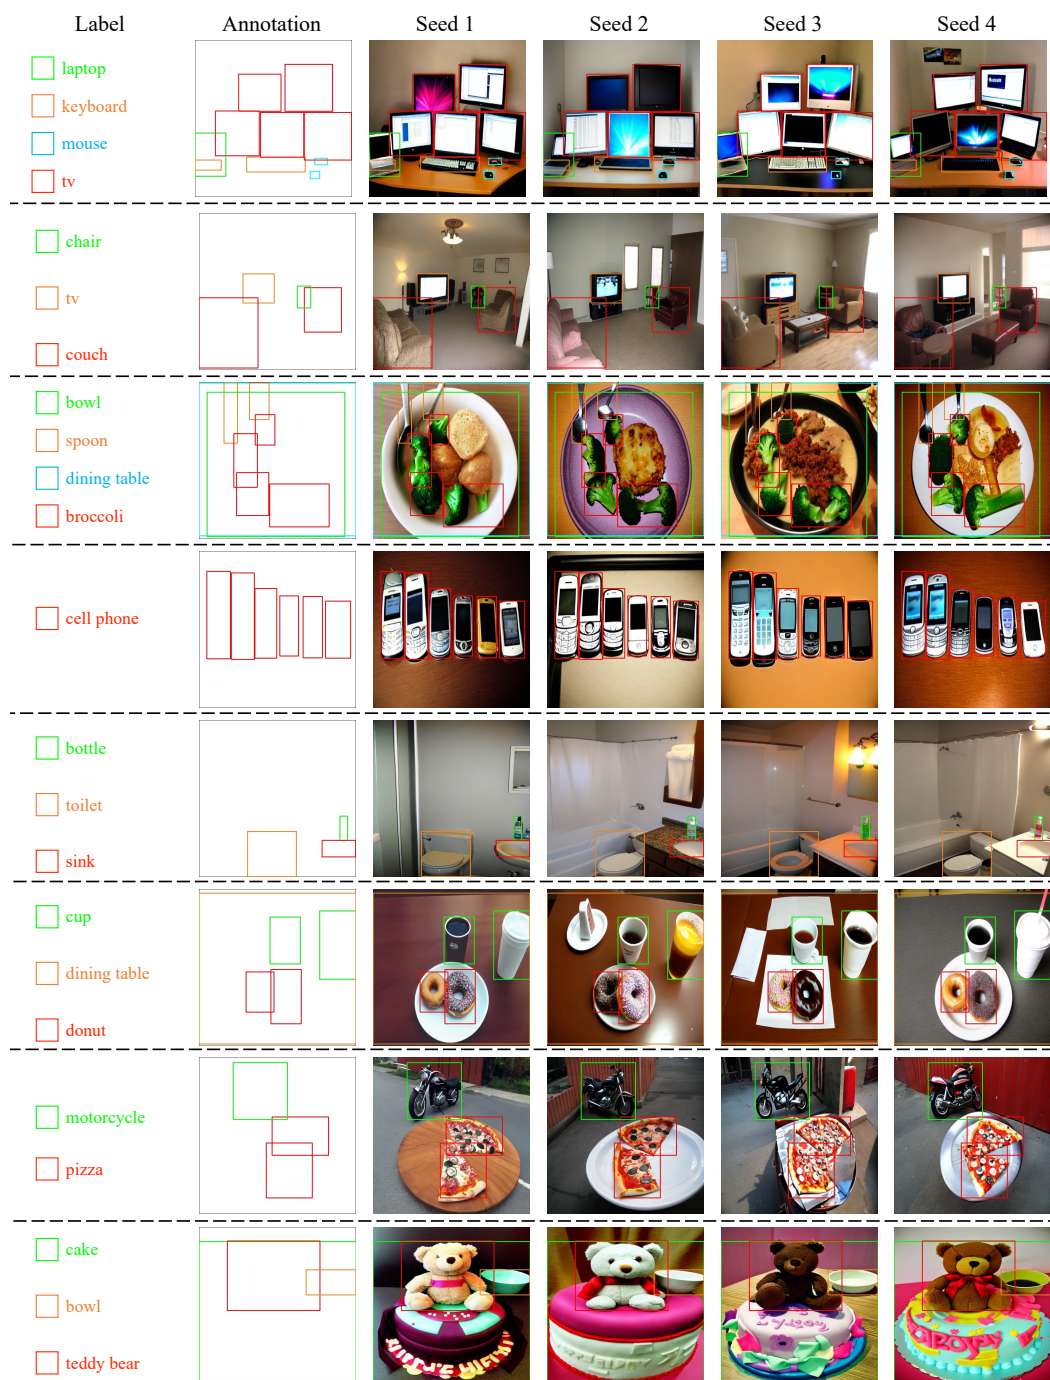 Label Annotation Seed 1 Seed 2 Seed 3 Seed 4
laptop
keyboard
mouse
tv
chair
tv
couch
bowl
spoon
dining table
broccoli
cell phone
bottle
toilet
sink
cup
dining table
donut
motorcycle
pizza
cake
bowl
teddy bear